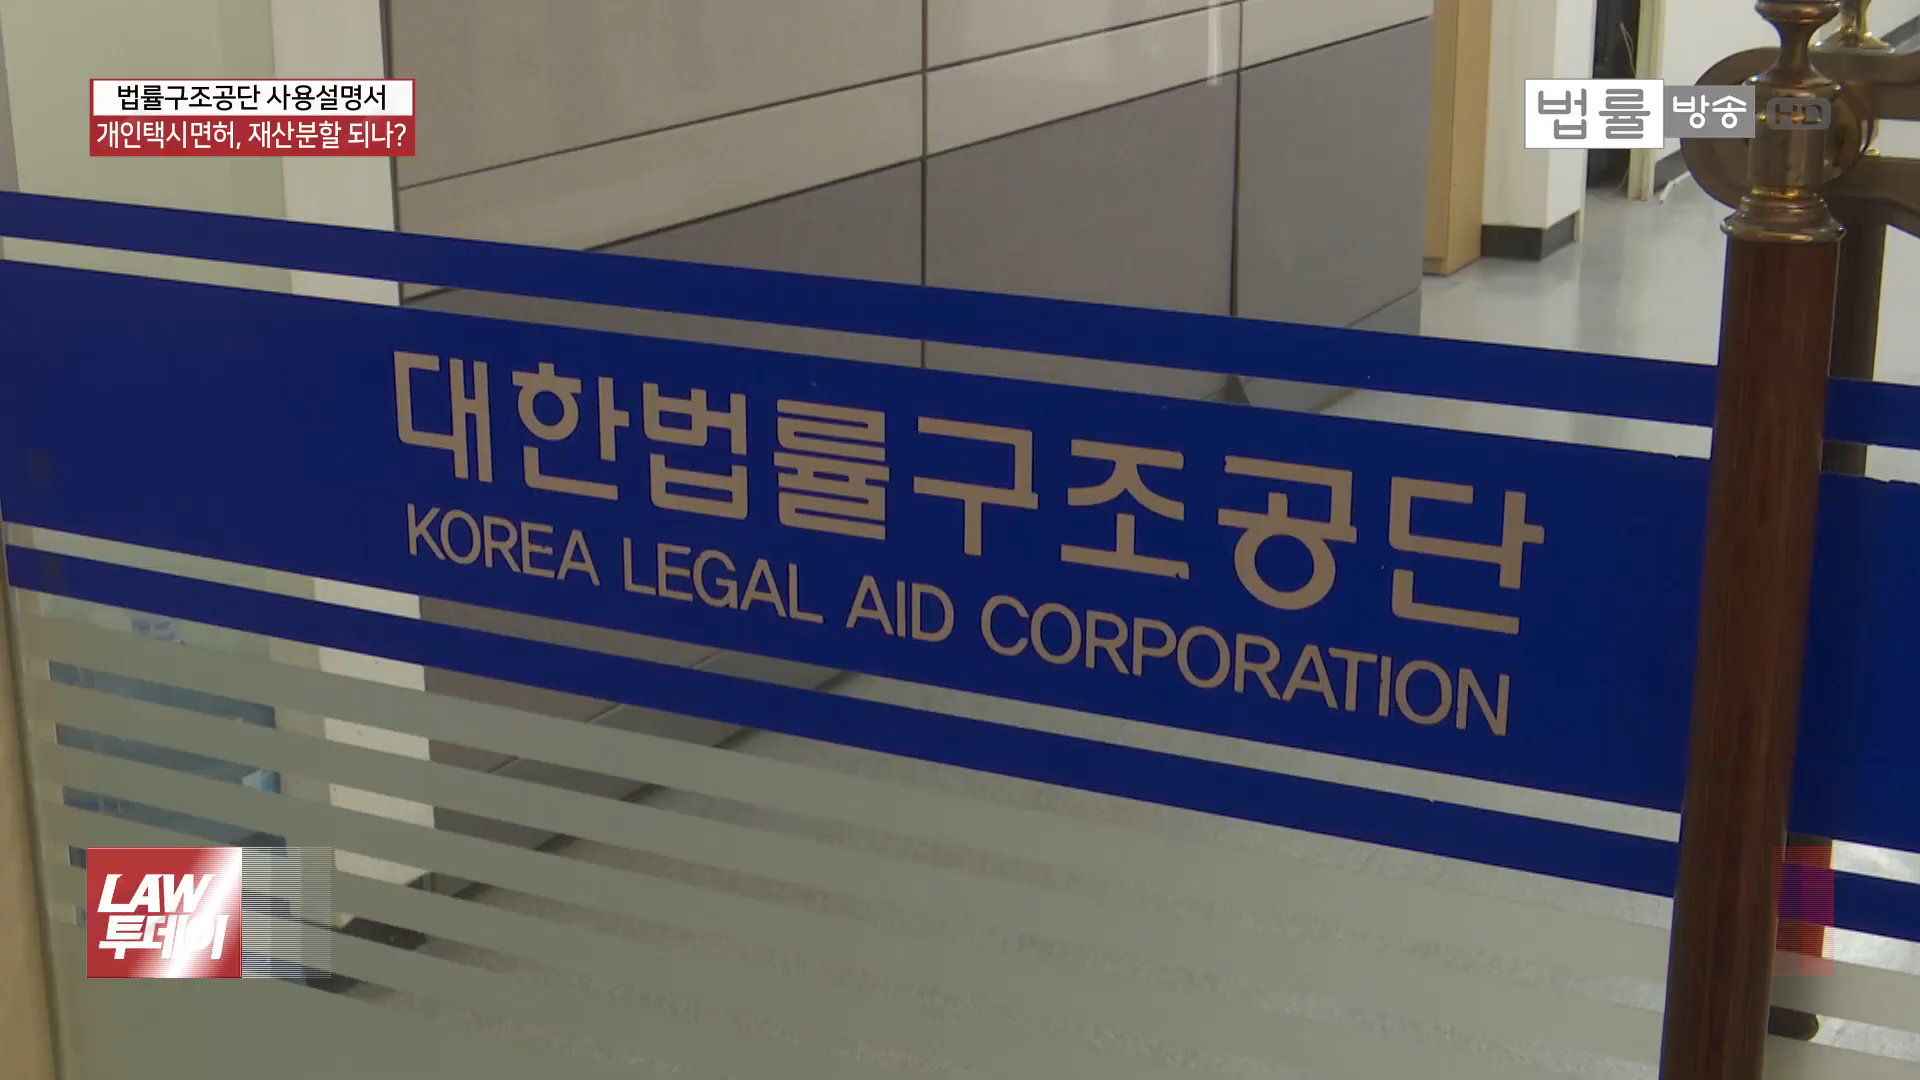 법률구조공단 사용설명서
개인택시면허, 재산분할 되나?
법률방송 HD
대한법률구조공단
KOREA LEGAL AID CORPORATION
LAW
투데이